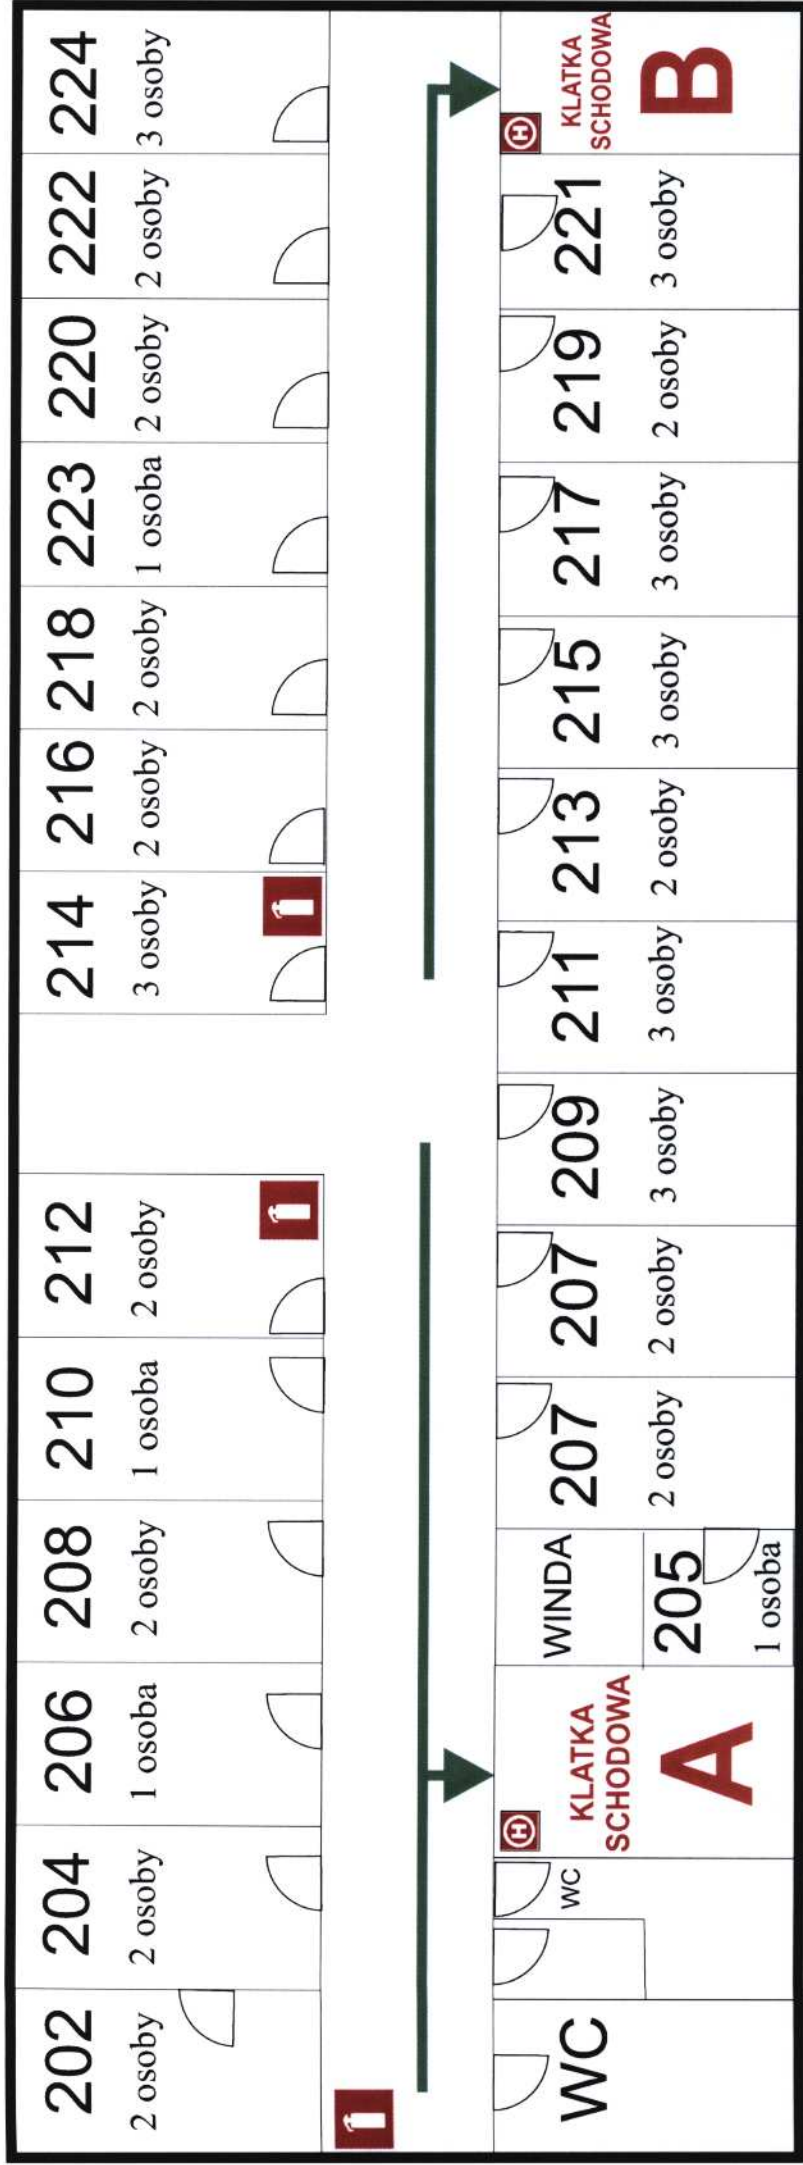 202
2 osoby
204
2 osoby
206
1 osoba
208
2 osoby
210
1 osoba
212
2 osoby
214
3 osoby
216
2 osoby
218
2 osoby
223
1 osoba
220
2 osoby
222
2 osoby
224
3 osoby
WC
WC
H
KLATKA
SCHODOWA
A
WINDA
205
1 osoba
207
2 osoby
207
2 osoby
209
3 osoby
211
3 osoby
213
2 osoby
215
3 osoby
217
3 osoby
219
2 osoby
221
3 osoby
H
KLATKA
SCHODOWA
B